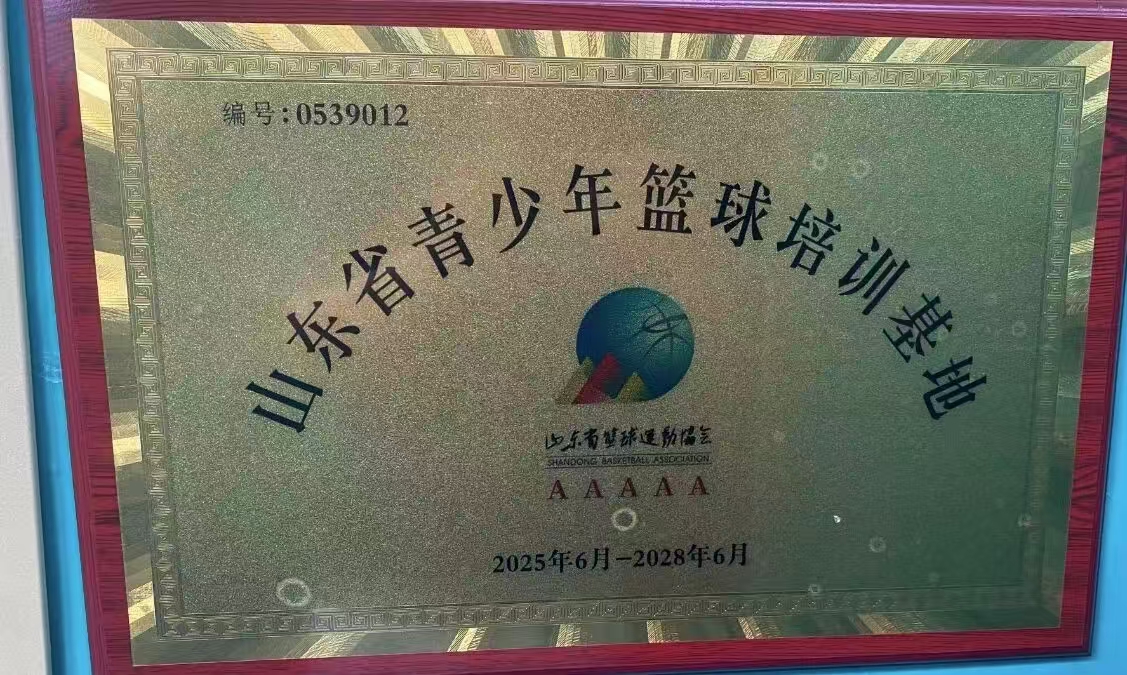 编号:0539012
山东省青少年篮球培训基地
山东省篮球运动协会
SHANDONG BASKETBALL ASSOCIATION
AAAAA
2025年6月-2028年6月